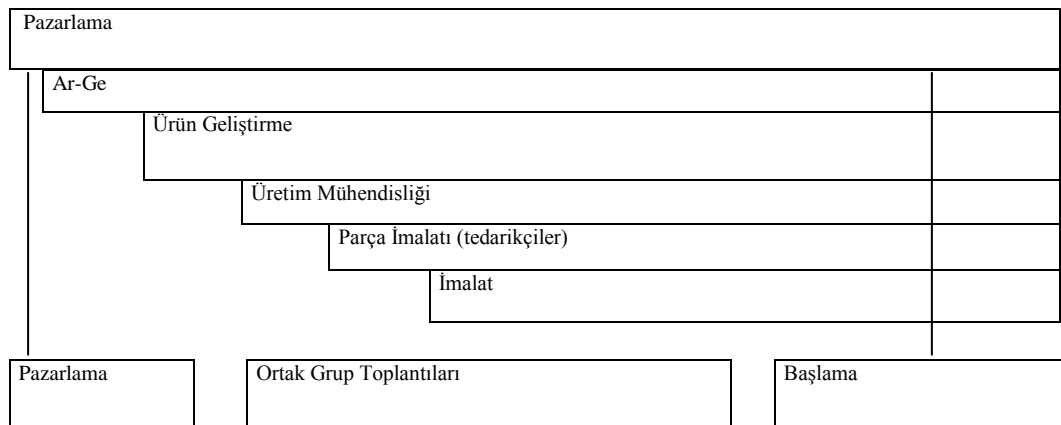 Pazarlama
Ar-Ge
Ürün Geliştirme
Üretim Mühendisliği
Parça İmalatı (tedarikçiler)
İmalat
Pazarlama
Ortak Grup Toplantıları
Başlama